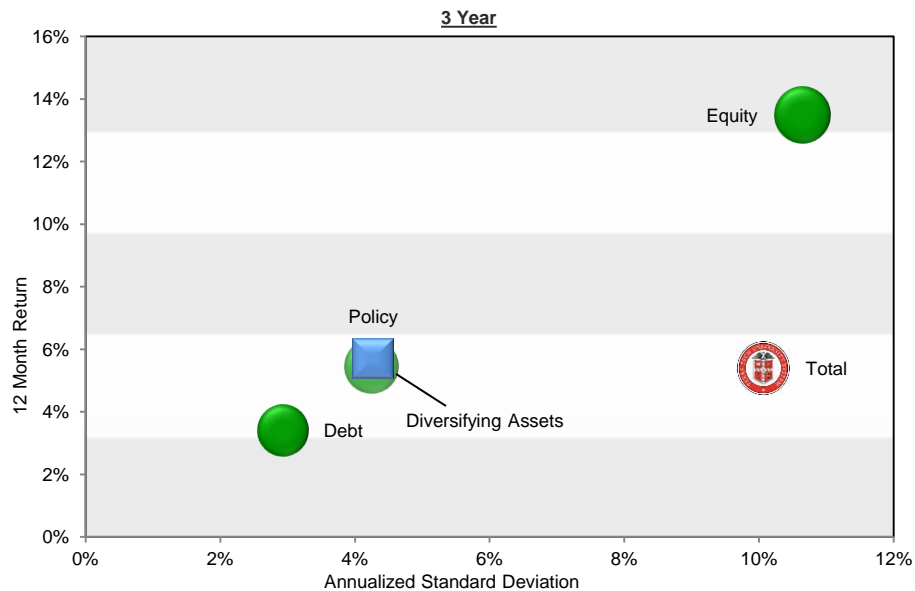 3 Year
16%
14%
12%
10%
8%
6%
4%
2%
0%
12 Month Return
Equity
Policy
Total
Diversifying Assets
Debt
0%
2%
4%
6%
8%
10%
12%
Annualized Standard Deviation